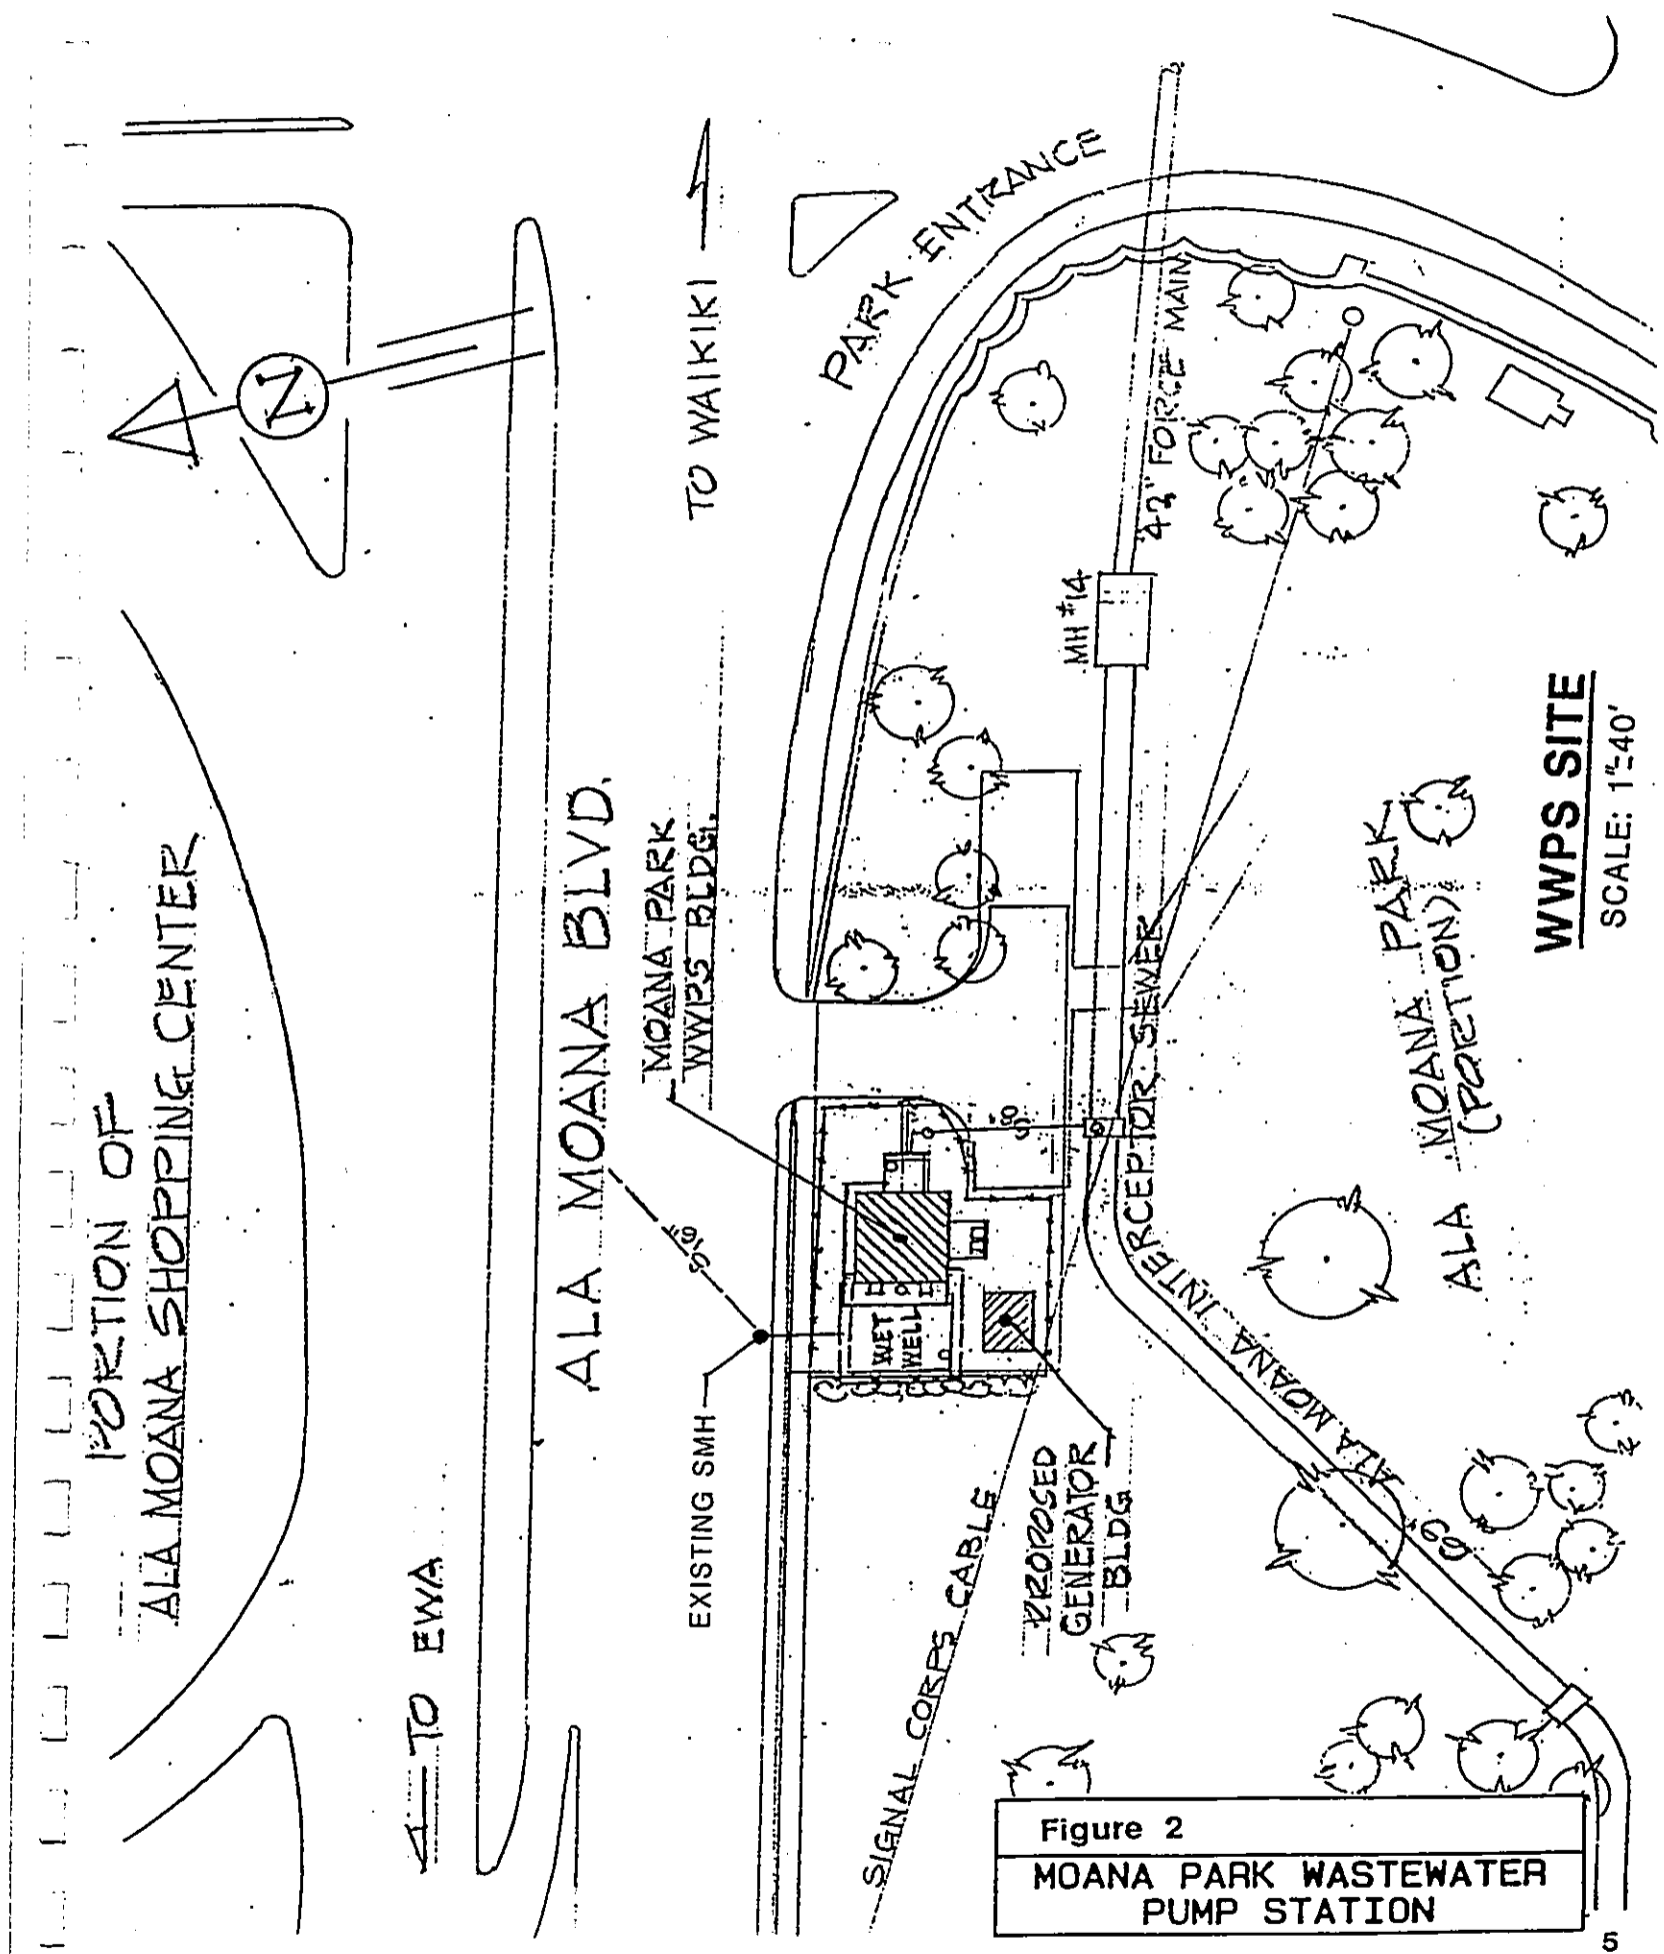 PORTION OF
ALA MOANA SHOPPING CENTER
N
TO EWA
ALA MOANA BLVD.
TO WAIKIKI
PARK ENTRANCE
MOANA PARK
WWPS BLDG.
EXISTING SMH
S 16"
WET
WELL
SIGNAL CORPS CABLE
PROPOSED
GENERATOR
BLDG.
MH #14
42" FORCE MAIN
69" ALA MOANA INTERCEPTOR SEWER
ALA MOANA PARK
(PORTION)
WWPS SITE
SCALE: 1"=40'
Figure 2
MOANA PARK WASTEWATER
PUMP STATION
5